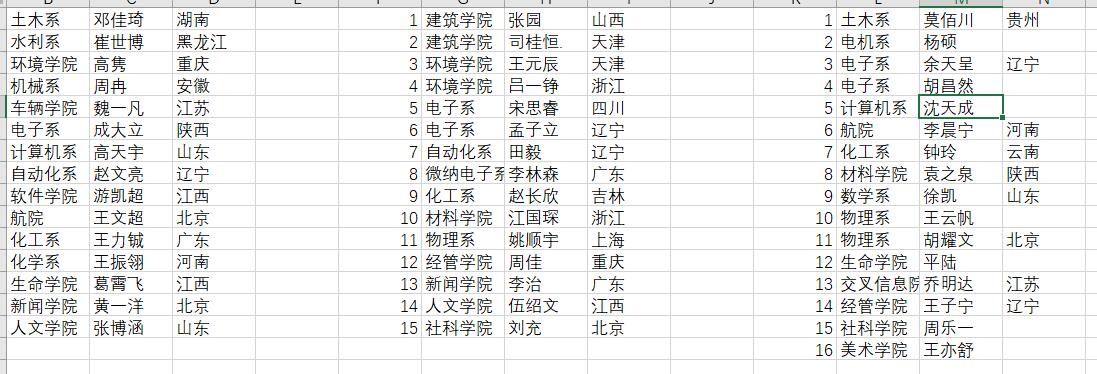 土木系 邓佳琦 湖南 1 建筑学院 张园 山西 1 土木系 莫佰川 贵州
水利系 崔世博 黑龙江 2 建筑学院 司桂恒. 天津 2 电机系 杨硕
环境学院 高隽 重庆 3 环境学院 王元辰 天津 3 电子系 余天呈 辽宁
机械系 周冉 安徽 4 环境学院 吕一铮 浙江 4 电子系 胡昌然
车辆学院 魏一凡 江苏 5 电子系 宋思睿 四川 5 计算机系 沈天成
电子系 成大立 陕西 6 电子系 孟子立 辽宁 6 航院 李晨宁 河南
计算机系 高天宇 山东 7 自动化系 田毅 辽宁 7 化工系 钟玲 云南
自动化系 赵文亮 辽宁 8 微纳电子系 李林森 广东 8 材料学院 袁之泉 陕西
软件学院 游凯超 江西 9 化工系 赵长欣 吉林 9 数学系 徐凯 山东
航院 王文超 北京 10 材料学院 江国琛 浙江 10 物理系 王云帆
化工系 王力铖 广东 11 物理系 姚顺宇 上海 11 物理系 胡耀文 北京
化学系 王振翎 河南 12 经管学院 周佳 重庆 12 生命学院 平陆
生命学院 葛霄飞 江西 13 新闻学院 李治 广东 13 交叉信息院 乔明达 江苏
新闻学院 黄一洋 北京 14 人文学院 伍绍文 江西 14 经管学院 王子宁 辽宁
人文学院 张博涵 山东 15 社科学院 刘充 北京 15 社科学院 周乐一
16 美术学院 王亦舒